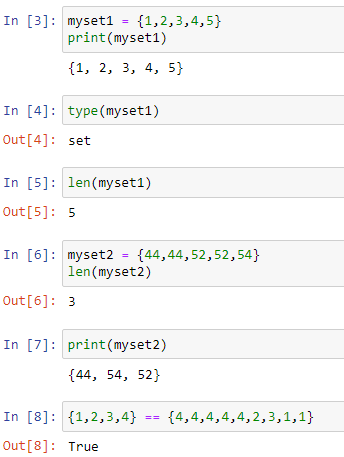 In [3]: myset1 = {1,2,3,4,5}
print(myset1)
{1, 2, 3, 4, 5}
In [4]: type(myset1)
Out[4]: set
In [5]: len(myset1)
Out[5]: 5
In [6]: myset2 = {44,44,52,52,54}
len(myset2)
Out[6]: 3
In [7]: print(myset2)
{44, 54, 52}
In [8]: {1,2,3,4} == {4,4,4,4,4,2,3,1,1}
Out[8]: True